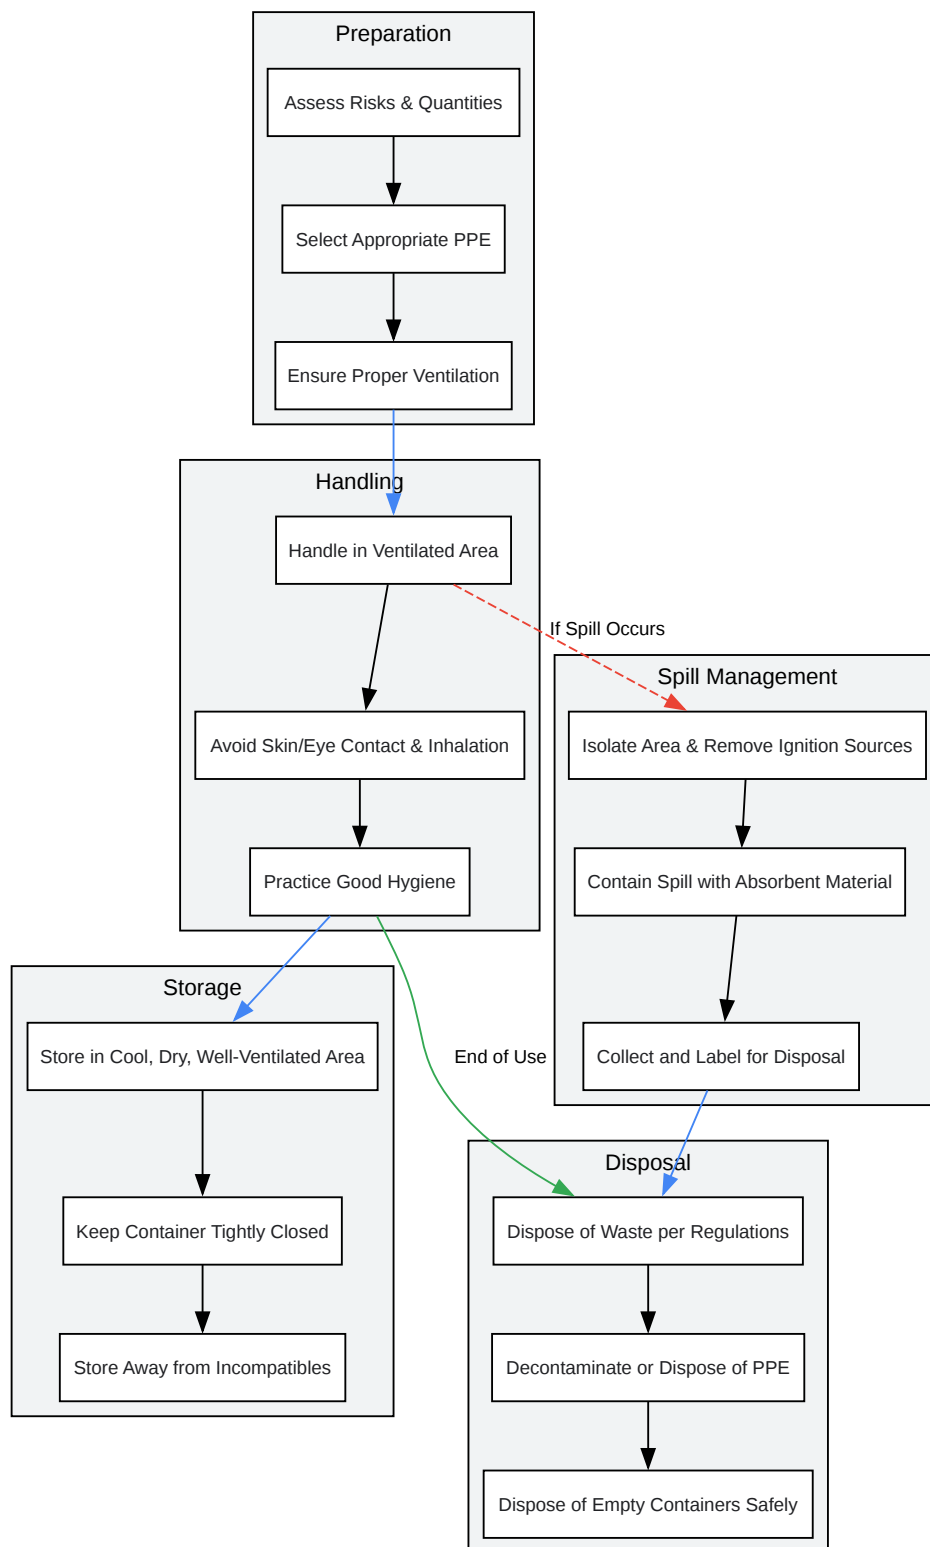 Preparation
Assess Risks & Quantities
Select Appropriate PPE
Ensure Proper Ventilation
Handling
Handle in Ventilated Area
If Spill Occurs
Spill Management
Avoid Skin/Eye Contact & Inhalation
Isolate Area & Remove Ignition Sources
Practice Good Hygiene
Contain Spill with Absorbent Material
Storage
Store in Cool, Dry, Well-Ventilated Area
End of Use
Collect and Label for Disposal
Disposal
Keep Container Tightly Closed
Dispose of Waste per Regulations
Store Away from Incompatibles
Decontaminate or Dispose of PPE
Dispose of Empty Containers Safely